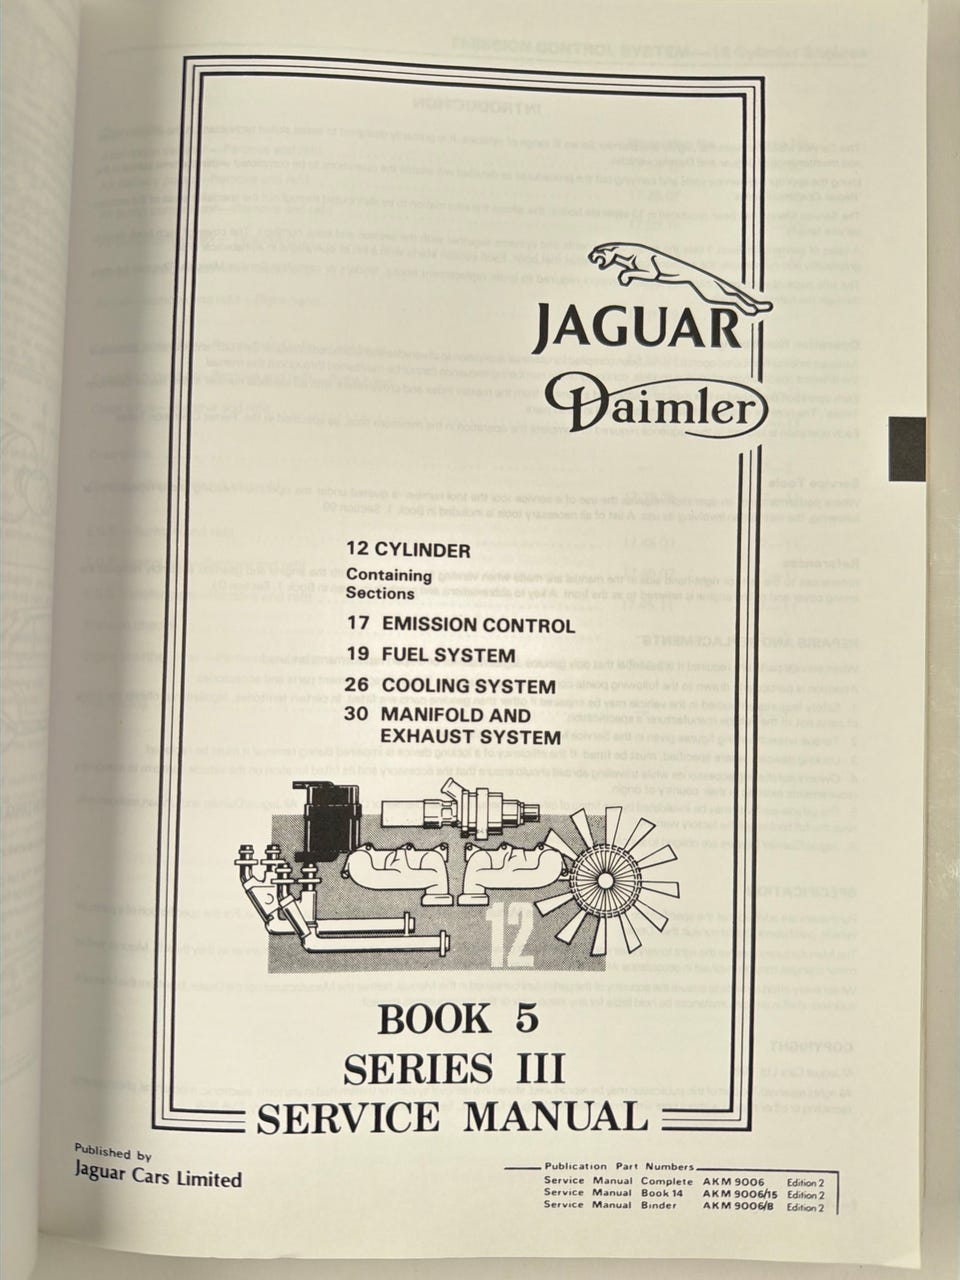 JAGUAR
Daimler
12 CYLINDER
Containing
Sections
17 EMISSION CONTROL
19 FUEL SYSTEM
26 COOLING SYSTEM
30 MANIFOLD AND
EXHAUST SYSTEM
12
BOOK 5
SERIES III
SERVICE MANUAL
Published by
Jaguar Cars Limited
Publication Part Numbers
Service Manual Complete AKM 9006 Edition 2
Service Manual Book 14 AKM 9006/15 Edition 2
Service Manual Binder AKM 9006/B Edition 2